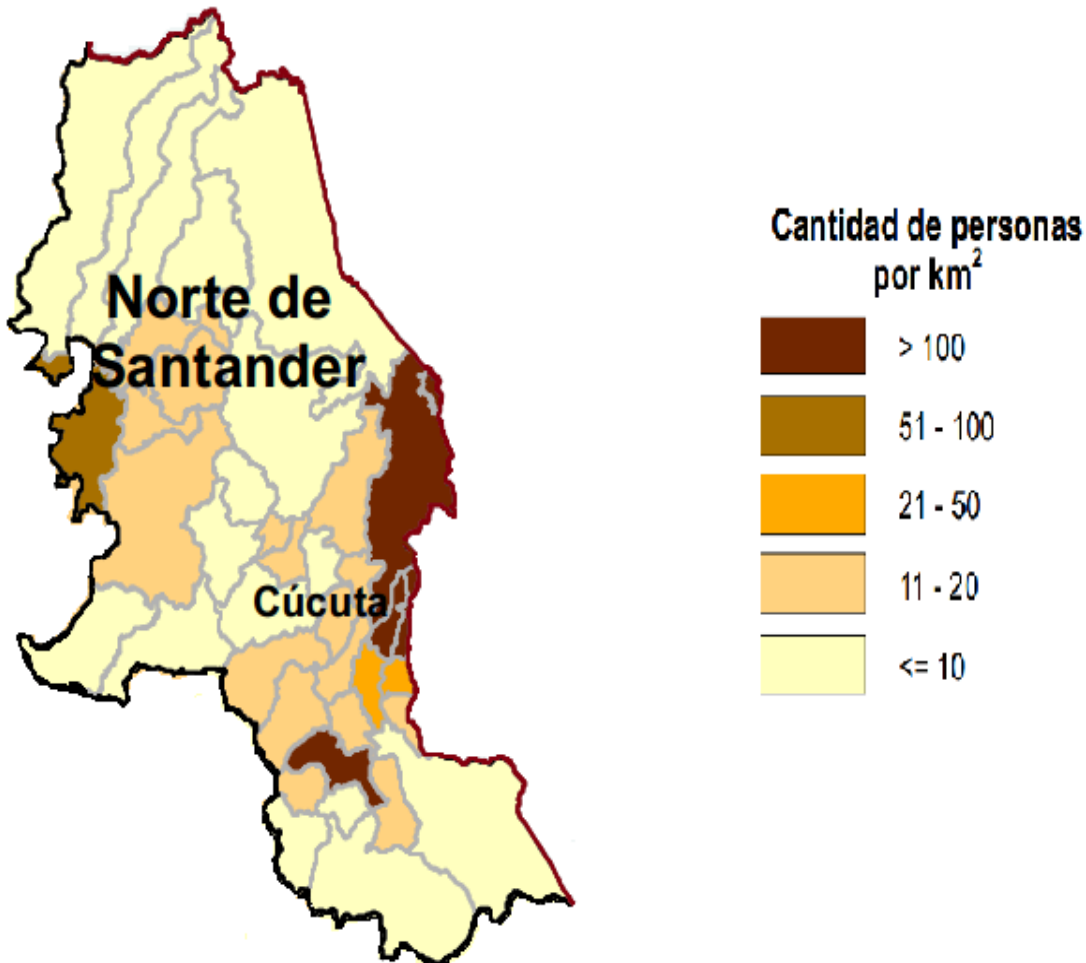 Norte de
Santander
Cúcuta
Cantidad de personas
por km²
> 100
51 - 100
21 - 50
11 - 20
<= 10